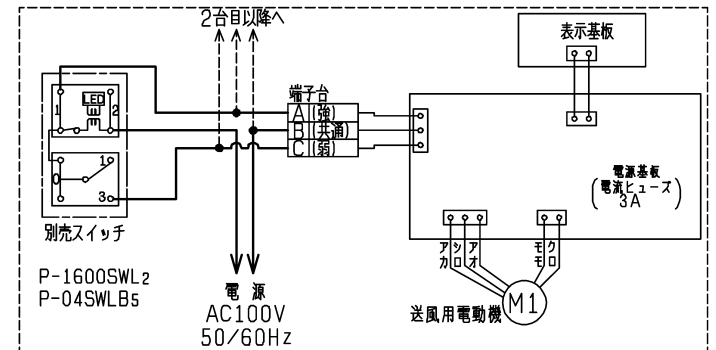 2台目以降へ
表示基板
端子台
LED
1
2
A(強)
B(共通)
C(弱)
0
1
3
電源基板
(電流ヒューズ)
3A
別売スイッチ
アカ
シロ
アオ
モモ
クロ
P-1600SWL2
P-04SWLB5
電源
AC100V
50/60Hz
送風用電動機
M1